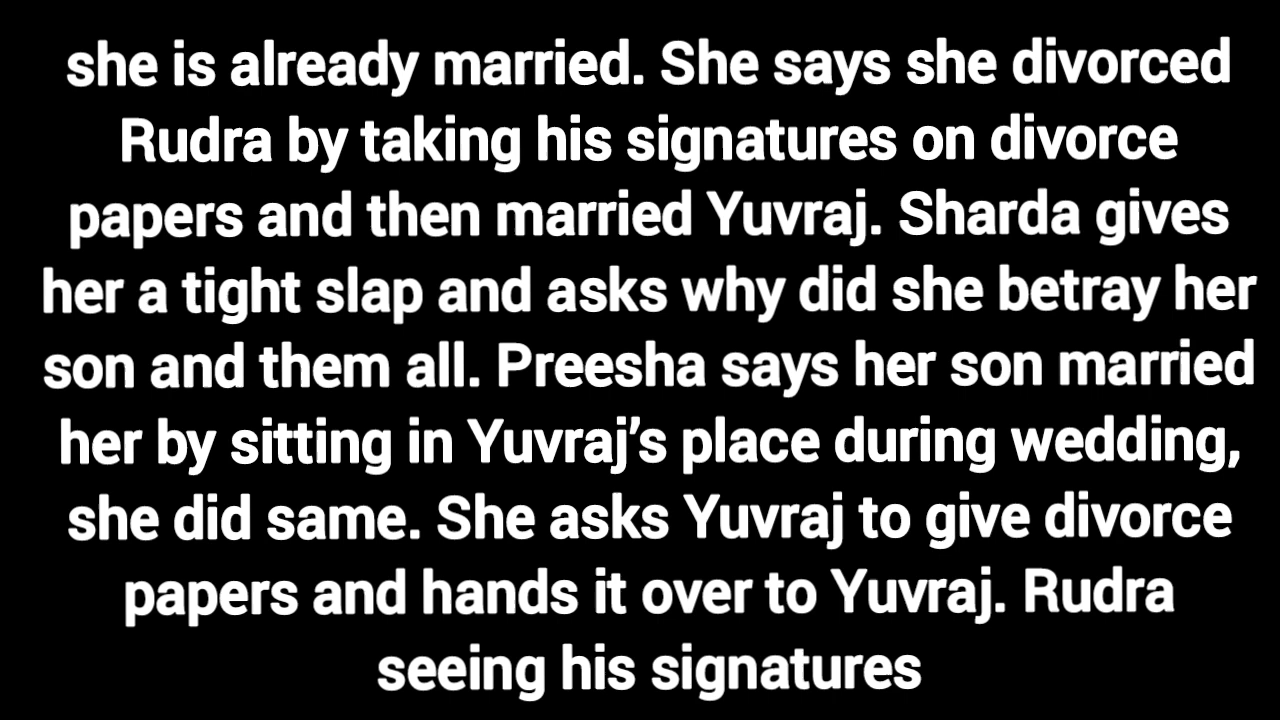 she is already married. She says she divorced
Rudra by taking his signatures on divorce
papers and then married Yuvraj. Sharda gives
her a tight slap and asks why did she betray her
son and them all. Preesha says her son married
her by sitting in Yuvraj’s place during wedding,
she did same. She asks Yuvraj to give divorce
papers and hands it over to Yuvraj. Rudra
seeing his signatures